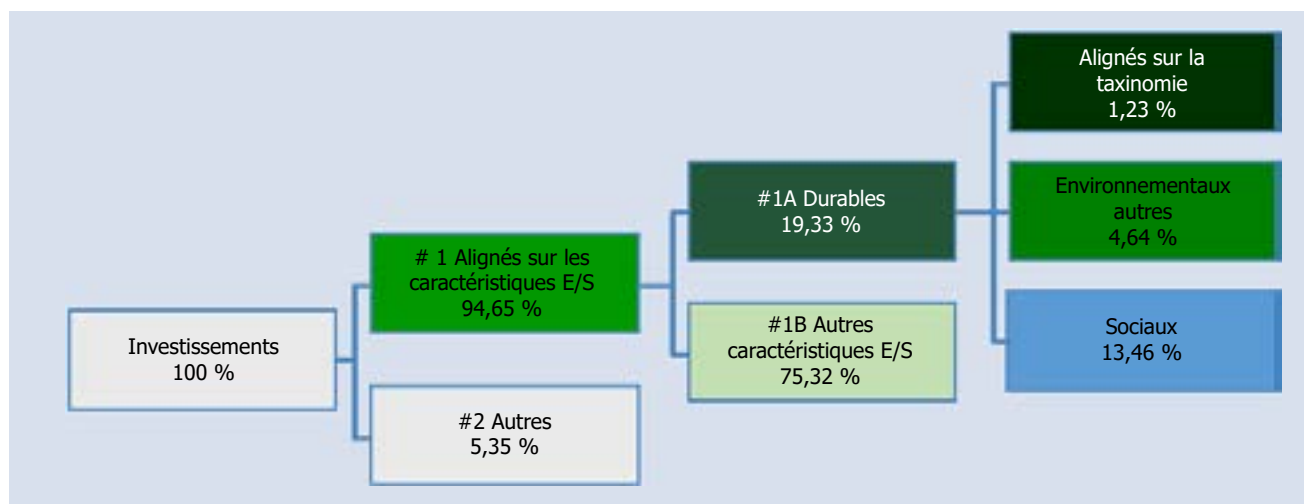 Investissements
100 %
# 1 Alignés sur les
caractéristiques E/S
94,65 %
#2 Autres
5,35 %
#1A Durables
19,33 %
#1B Autres
caractéristiques E/S
75,32 %
Alignés sur la
taxinomie
1,23 %
Environnementaux
autres
4,64 %
Sociaux
13,46 %